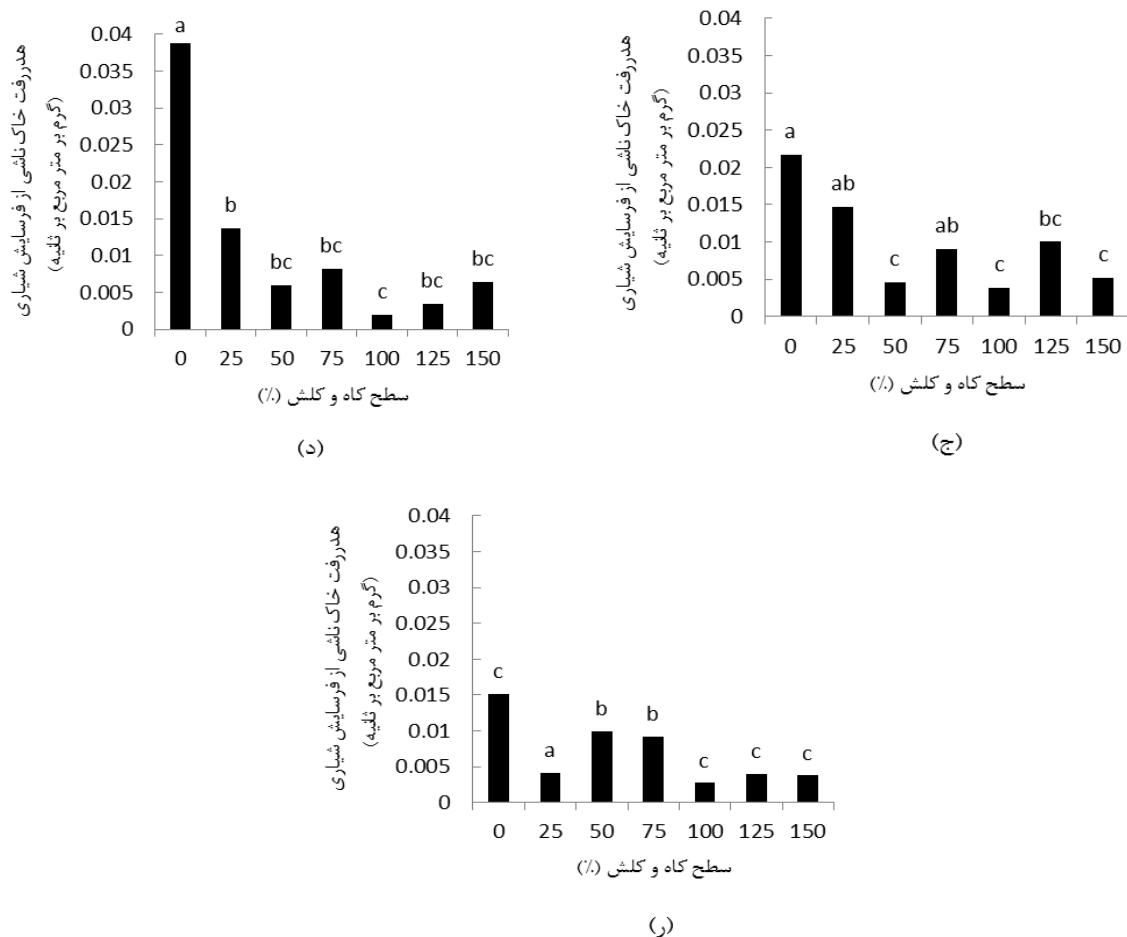 هدررفت خاک ناشی از فرسایش شیاری
(گرم بر متر مربع بر ثانیه)
0.04
0.035
0.03
0.025
0.02
0.015
0.01
0.005
0
a
ab
c
ab
c
bc
c
0 25 50 75 100 125 150
سطح کاه و کلش (٪)
(ج)
هدررفت خاک ناشی از فرسایش شیاری
(گرم بر متر مربع بر ثانیه)
0.04
0.035
0.03
0.025
0.02
0.015
0.01
0.005
0
a
b
bc
bc
c
bc
bc
0 25 50 75 100 125 150
سطح کاه و کلش (٪)
(د)
هدررفت خاک ناشی از فرسایش شیاری
(گرم بر متر مربع بر ثانیه)
0.04
0.035
0.03
0.025
0.02
0.015
0.01
0.005
0
c
a
b
b
c
c
c
0 25 50 75 100 125 150
سطح کاه و کلش (٪)
(ر)